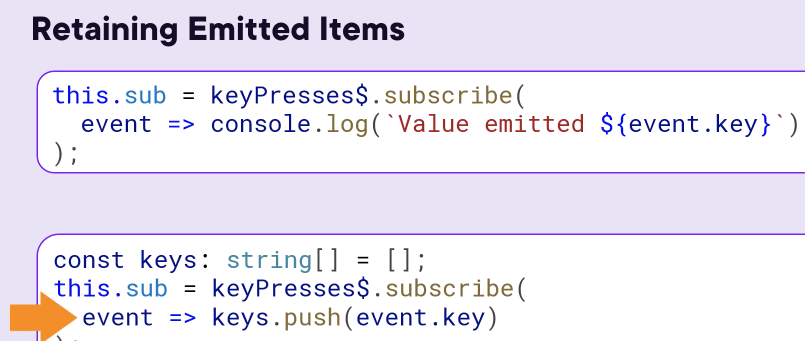 Retaining Emitted Items
this.sub = keyPresses$.subscribe(
event => console.log(`Value emitted ${event.key}`)
);
const keys: string[] = [];
this.sub = keyPresses$.subscribe(
event => keys.push(event.key)
);